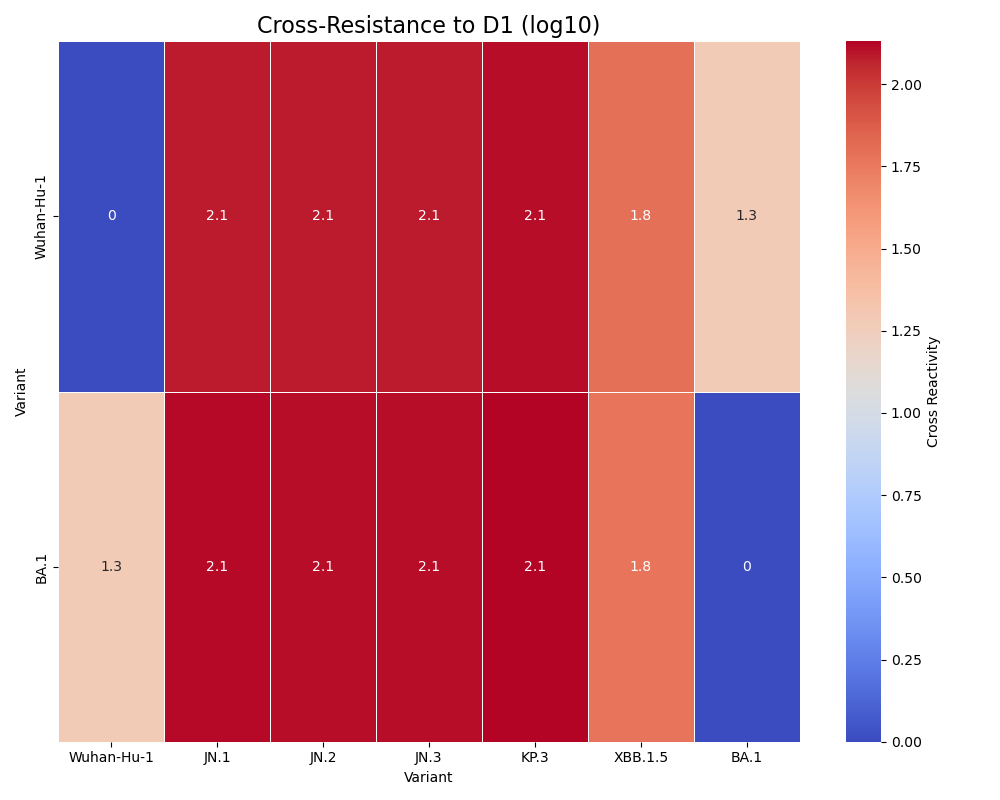 Cross-Resistance to D1 (log10)
Variant
Wuhan-Hu-1
0 2.1 2.1 2.1 2.1 1.8 1.3
BA.1
1.3 2.1 2.1 2.1 2.1 1.8 0
Wuhan-Hu-1 JN.1 JN.2 JN.3 KP.3 XBB.1.5 BA.1
Variant
2.00
1.75
1.50
1.25
1.00
0.75
0.50
0.25
0.00
Cross Reactivity